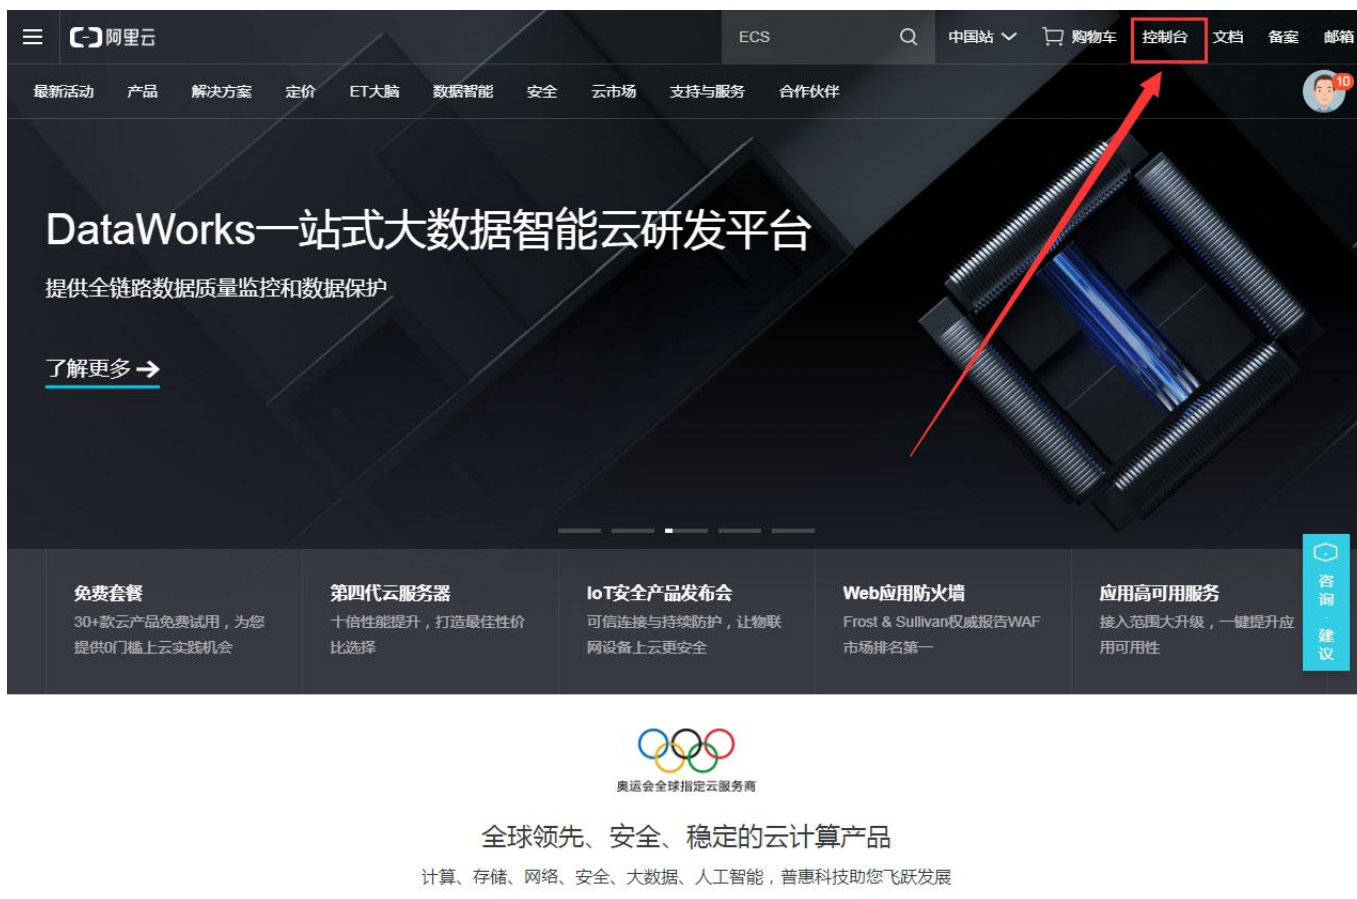 阿里云
ECS
中国站
购物车
控制台
文档
备案
邮箱
最新活动
产品
解决方案
定价
ET大脑
数据智能
安全
云市场
支持与服务
合作伙伴
10
DataWorks一站式大数据智能云研发平台
提供全链路数据质量监控和数据保护
了解更多
免费套餐
30+款云产品免费试用，为您
提供0门槛上云实践机会
第四代云服务器
十倍性能提升，打造最佳性价
比选择
IoT安全产品发布会
可信连接与持续防护，让物联
网设备上云更安全
Web应用防火墙
Frost & Sullivan权威报告WAF
市场排名第一
应用高可用服务
接入范围大升级，一键提升应
用可用性
咨询·建议
奥运会全球指定云服务商
全球领先、安全、稳定的云计算产品
计算、存储、网络、安全、大数据、人工智能，普惠科技助您飞跃发展